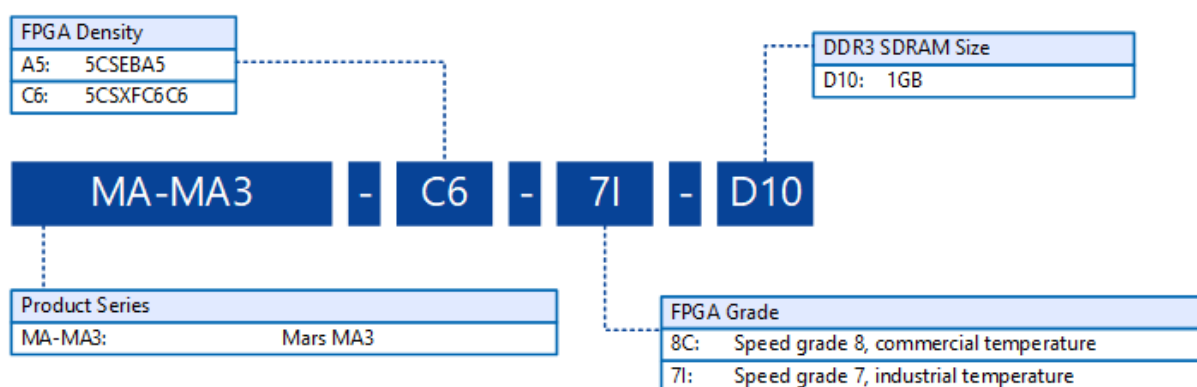 FPGA Density
A5: 5CSEBA5
C6: 5CSXFC6C6
DDR3 SDRAM Size
D10: 1GB
MA-MA3 - C6 - 7I - D10
Product Series
MA-MA3: Mars MA3
FPGA Grade
8C: Speed grade 8, commercial temperature
7I: Speed grade 7, industrial temperature